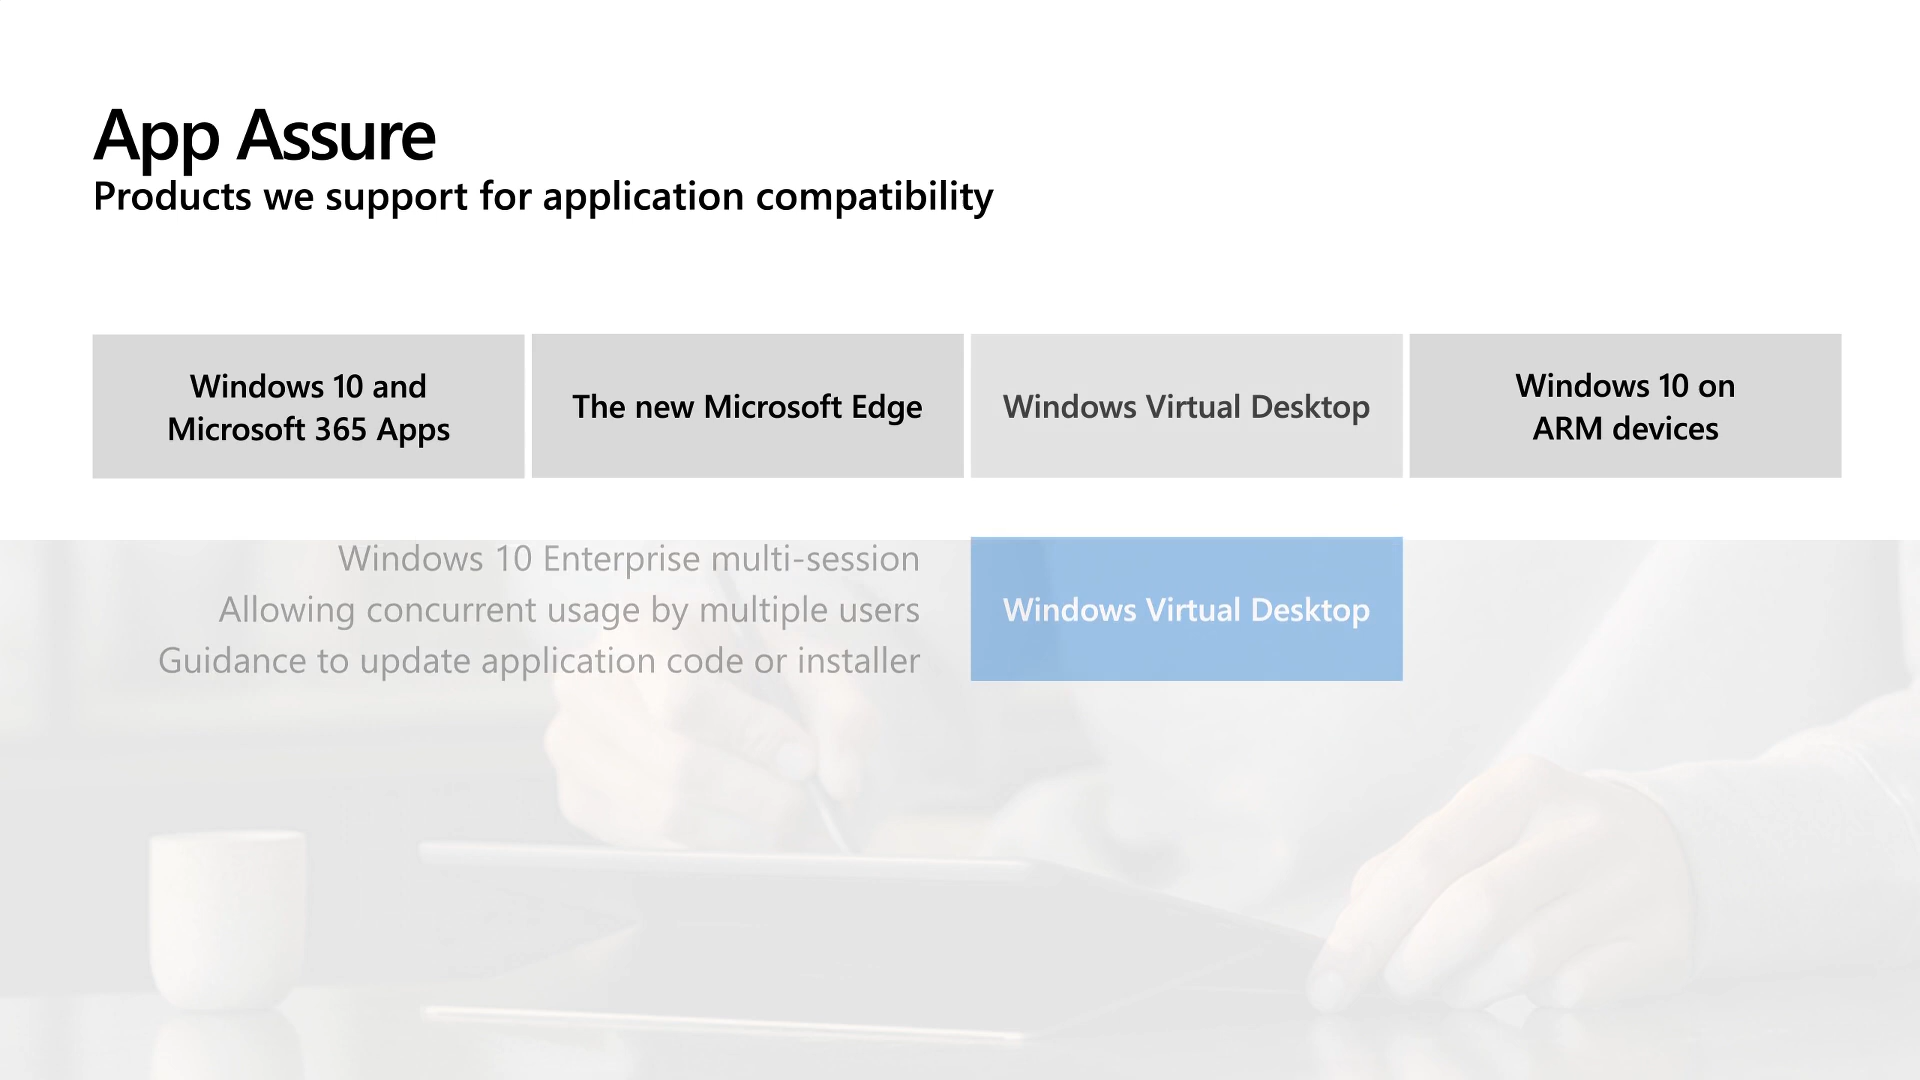 App Assure
Products we support for application compatibility
Windows 10 and
Microsoft 365 Apps
The new Microsoft Edge
Windows Virtual Desktop
Windows 10 on
ARM devices
Windows 10 Enterprise multi-session
Allowing concurrent usage by multiple users
Guidance to update application code or installer
Windows Virtual Desktop